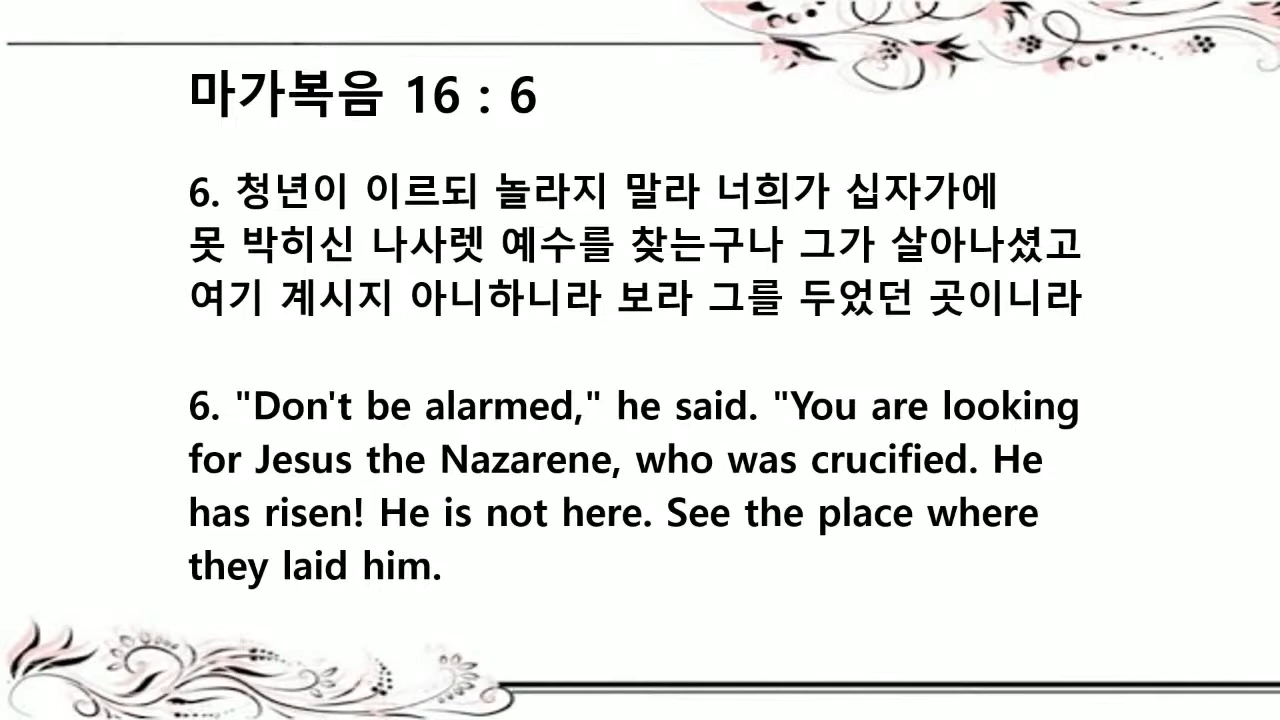 마가복음 16 : 6
6. 청년이 이르되 놀라지 말라 너희가 십자가에
못 박히신 나사렛 예수를 찾는구나 그가 살아나셨고
여기 계시지 아니하니라 보라 그를 두었던 곳이니라
6. "Don't be alarmed," he said. "You are looking
for Jesus the Nazarene, who was crucified. He
has risen! He is not here. See the place where
they laid him.